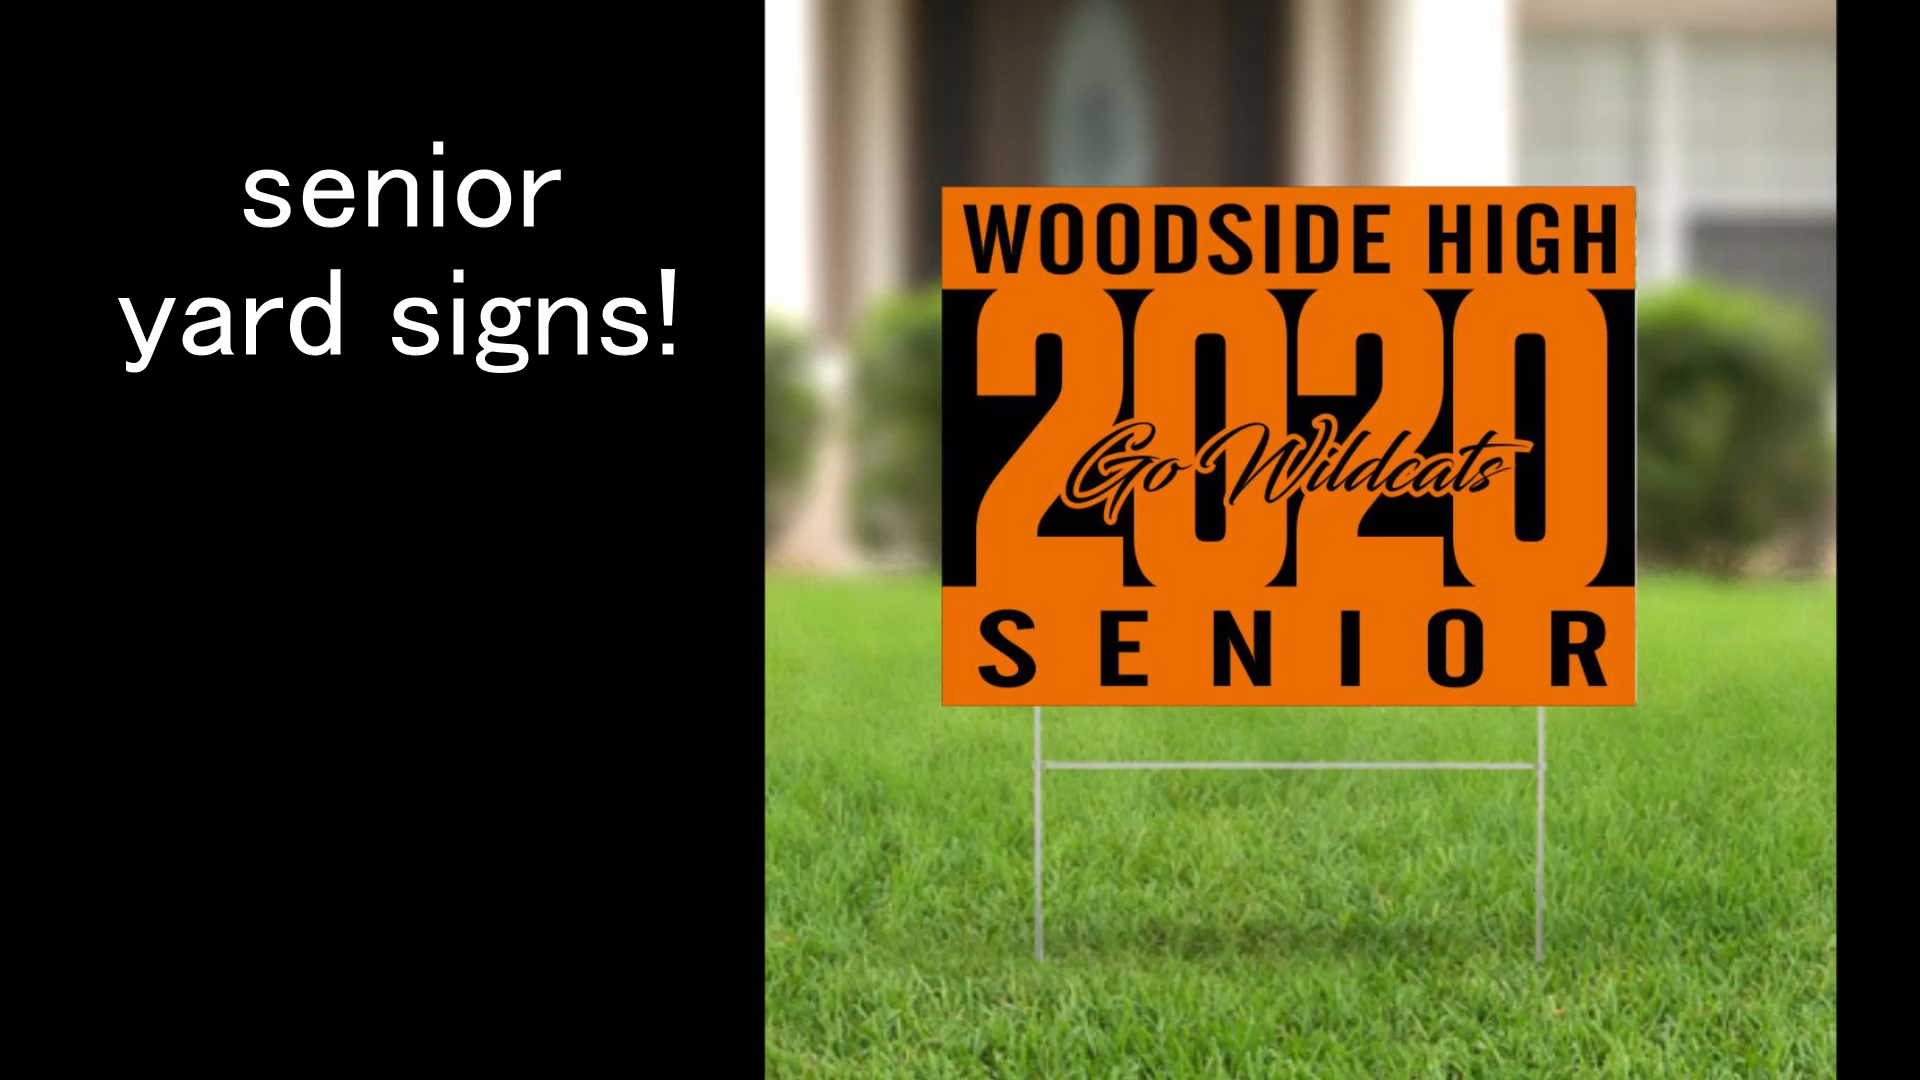 senior
yard signs!
WOODSIDE HIGH
2020
Go Wildcats
SENIOR